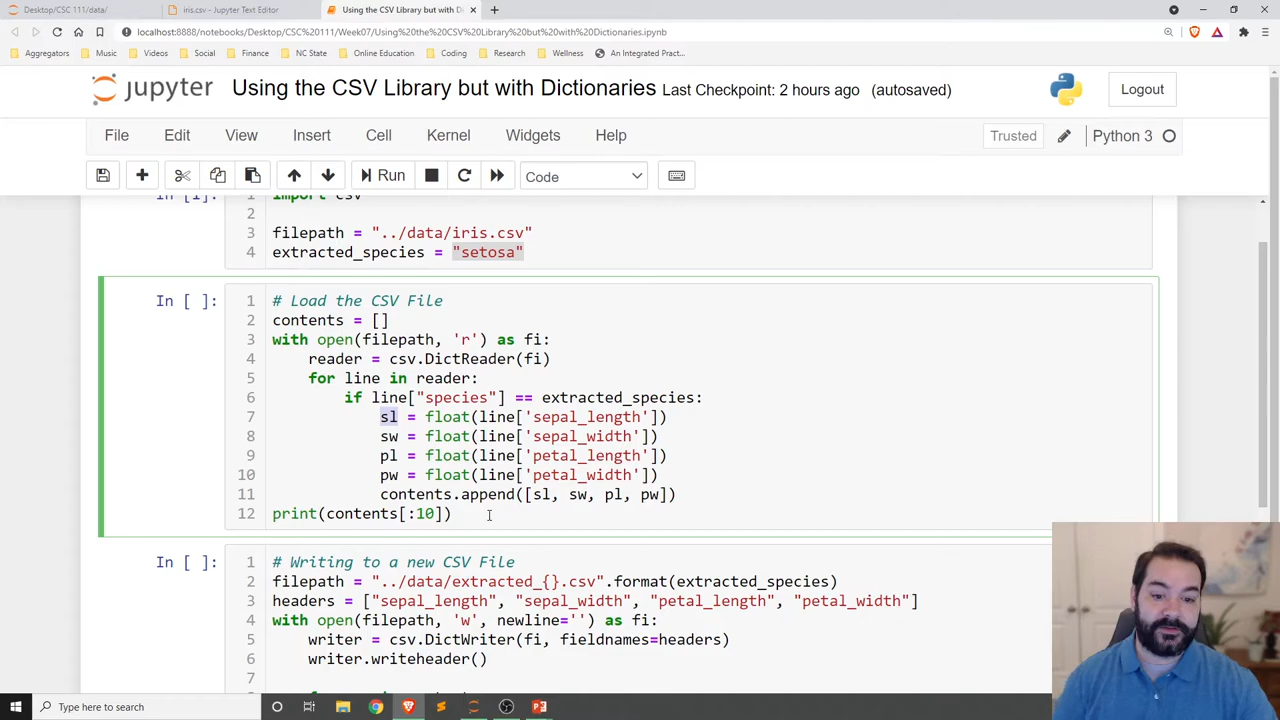 Desktop/CSC 111/data/
iris.csv - Jupyter Text Editor
Using the CSV Library but with D
localhost:8888/notebooks/Desktop/CSC%20111/Week07/Using%20the%20CSV%20Library%20but%20with%20Dictionaries.ipynb
Aggregators
Music
Videos
Social
Finance
NC State
Online Education
Coding
Research
Wellness
An Integrated Pract...
jupyter
Using the CSV Library but with Dictionaries Last Checkpoint: 2 hours ago (autosaved)
Logout
File
Edit
View
Insert
Cell
Kernel
Widgets
Help
Trusted
Python 3
Run
Code
In [1]:
1 import csv
2
3 filepath = "../data/iris.csv"
4 extracted_species = "setosa"
In [ ]:
1 # Load the CSV File
2 contents = []
3 with open(filepath, 'r') as fi:
4 reader = csv.DictReader(fi)
5 for line in reader:
6 if line["species"] == extracted_species:
7 sl = float(line['sepal_length'])
8 sw = float(line['sepal_width'])
9 pl = float(line['petal_length'])
10 pw = float(line['petal_width'])
11 contents.append([sl, sw, pl, pw])
12 print(contents[:10])
In [ ]:
1 # Writing to a new CSV File
2 filepath = "../data/extracted_{}.csv".format(extracted_species)
3 headers = ["sepal_length", "sepal_width", "petal_length", "petal_width"]
4 with open(filepath, 'w', newline='') as fi:
5 writer = csv.DictWriter(fi, fieldnames=headers)
6 writer.writeheader()
7
Type here to search